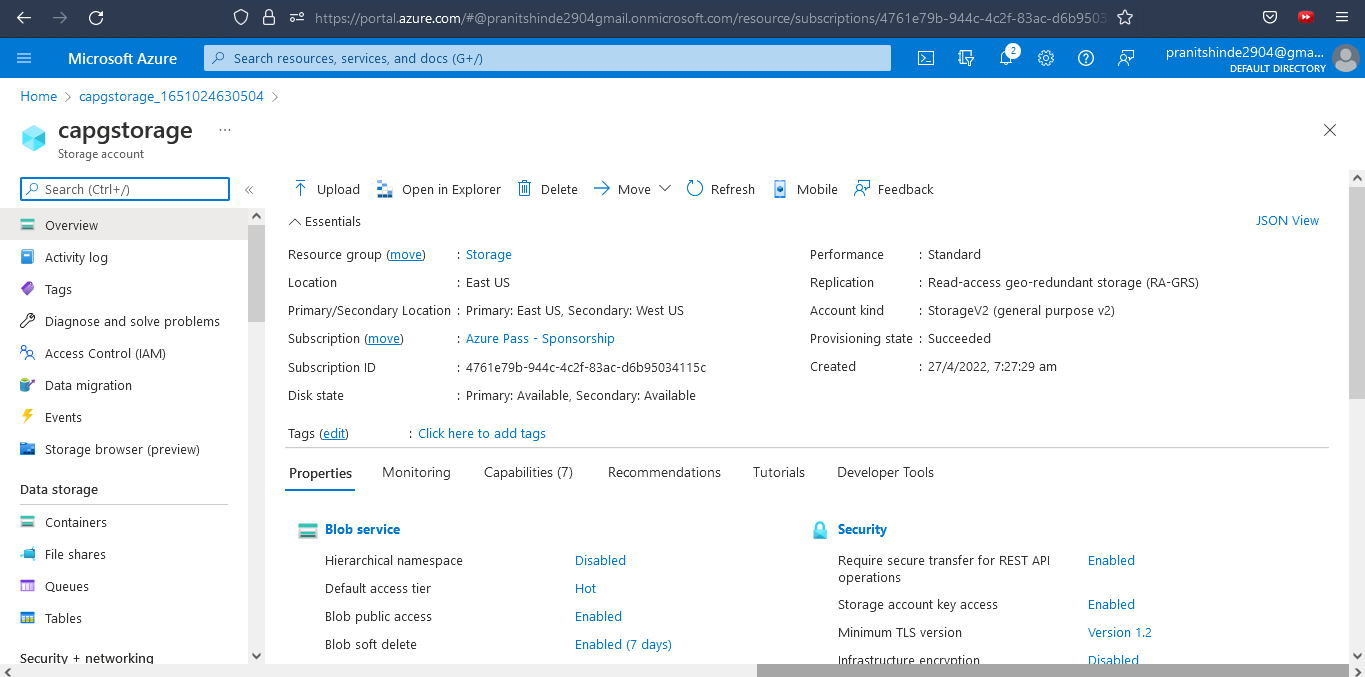 https://portal.azure.com/#@pranitshinde2904gmail.onmicrosoft.com/resource/subscriptions/4761e79b-944c-4c2f-83ac-d6b9503
Microsoft Azure
Search resources, services, and docs (G+/)
2
pranitshinde2904@gma...
DEFAULT DIRECTORY
Home > capgstorage_1651024630504 >
capgstorage ...
Storage account
Search (Ctrl+/) «
Overview
Activity log
Tags
Diagnose and solve problems
Access Control (IAM)
Data migration
Events
Storage browser (preview)
Data storage
Containers
File shares
Queues
Tables
Security + networking
Upload Open in Explorer Delete Move Refresh Mobile Feedback
Essentials
JSON View
Resource group (move) : Storage
Location : East US
Primary/Secondary Location : Primary: East US, Secondary: West US
Subscription (move) : Azure Pass - Sponsorship
Subscription ID : 4761e79b-944c-4c2f-83ac-d6b95034115c
Disk state : Primary: Available, Secondary: Available
Performance : Standard
Replication : Read-access geo-redundant storage (RA-GRS)
Account kind : StorageV2 (general purpose v2)
Provisioning state : Succeeded
Created : 27/4/2022, 7:27:29 am
Tags (edit) : Click here to add tags
Properties Monitoring Capabilities (7) Recommendations Tutorials Developer Tools
Blob service
Hierarchical namespace Disabled
Default access tier Hot
Blob public access Enabled
Blob soft delete Enabled (7 days)
Security
Require secure transfer for REST API Enabled
operations
Storage account key access Enabled
Minimum TLS version Version 1.2
Infrastructure encryption Disabled